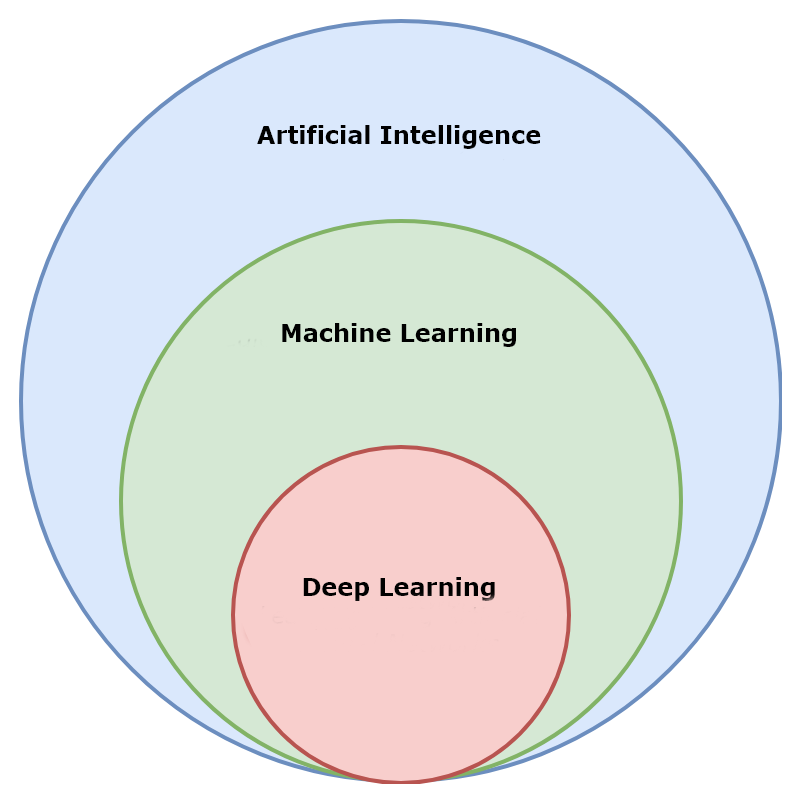 Artificial Intelligence
Machine Learning
Deep Learning